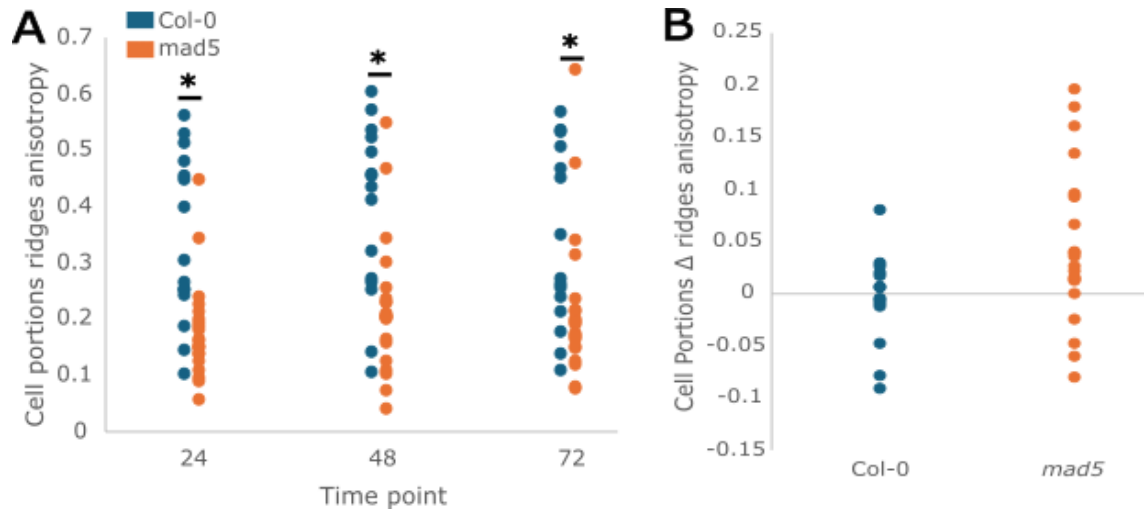 A
Col-0
mad5
Cell portions ridges anisotropy
0.7
0.6
0.5
0.4
0.3
0.2
0.1
0
*
*
*
24 48 72
Time point
B
Cell Portions Δ ridges anisotropy
0.25
0.2
0.15
0.1
0.05
0
-0.05
-0.1
-0.15
Col-0 mad5